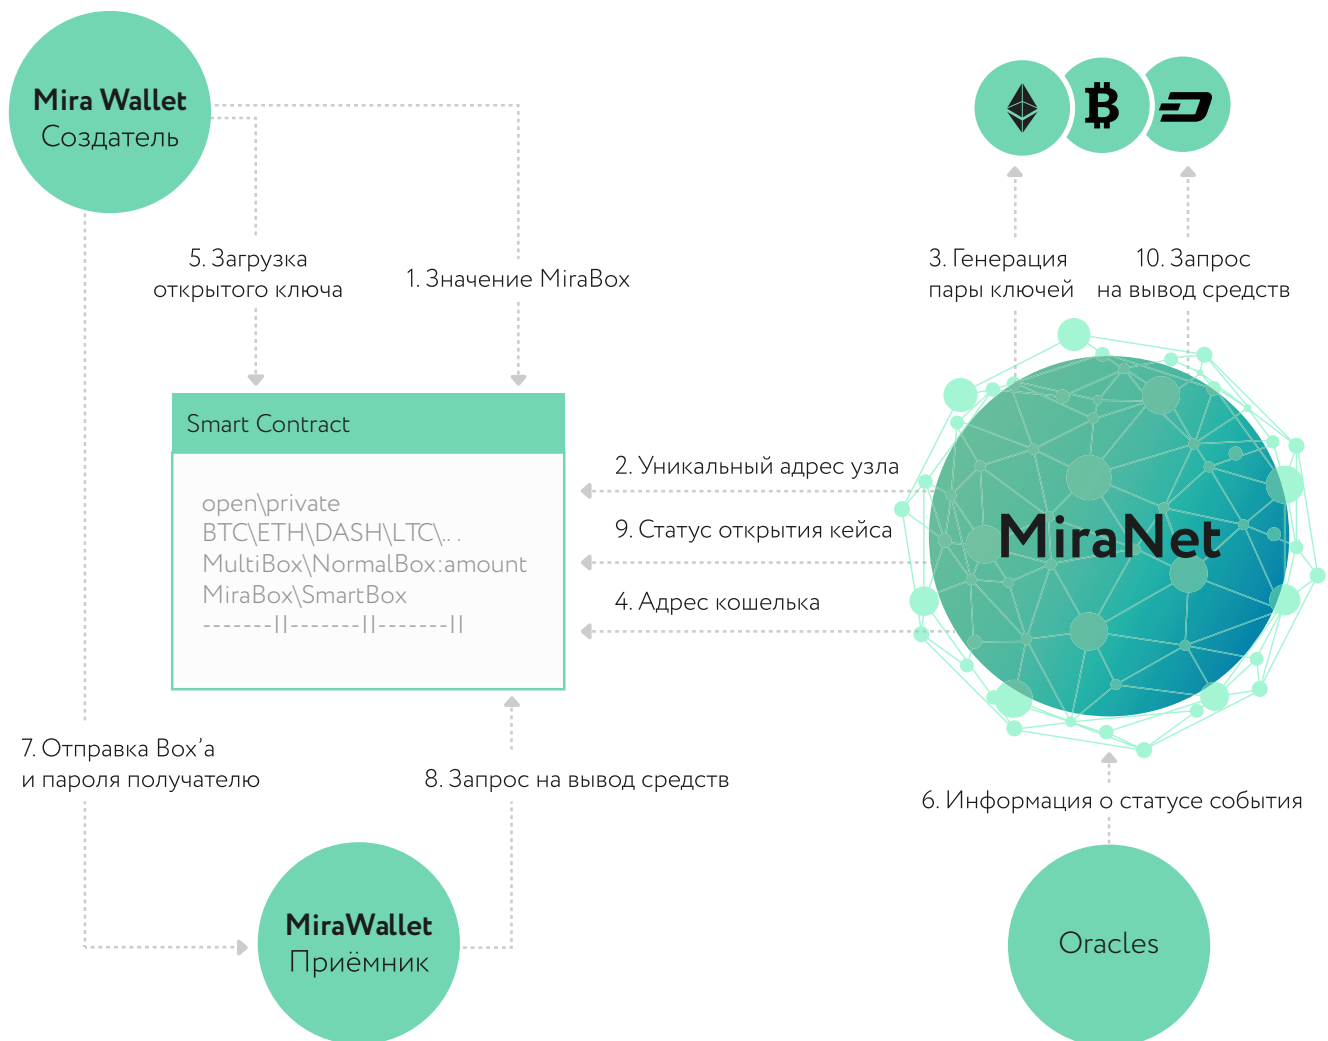 Mira Wallet
Создатель
5. Загрузка
открытого ключа
1. Значение MiraBox
3. Генерация
пары ключей
10. Запрос
на вывод средств
Smart Contract
open\private
BTC\ETH\DASH\LTC\.. .
MultiBox\NormalBox:amount
MiraBox\SmartBox
-------||-------||-------||
2. Уникальный адрес узла
9. Статус открытия кейса
4. Адрес кошелька
MiraNet
7. Отправка Box’а
и пароля получателю
8. Запрос на вывод средств
6. Информация о статусе события
MiraWallet
Приёмник
Oracles